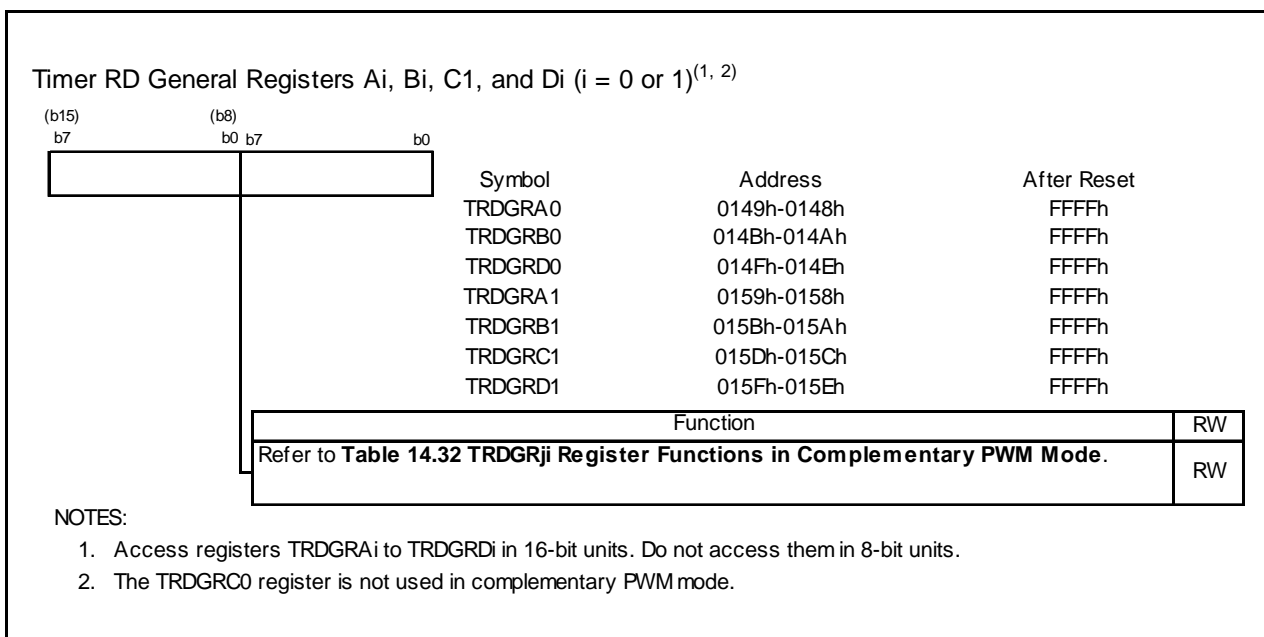 Timer RD General Registers Ai, Bi, C1, and Di (i = 0 or 1)(1, 2)
(b15) (b8)
b7 b0 b7 b0
Symbol Address After Reset
TRDGRA0 0149h-0148h FFFFh
TRDGRB0 014Bh-014Ah FFFFh
TRDGRD0 014Fh-014Eh FFFFh
TRDGRA1 0159h-0158h FFFFh
TRDGRB1 015Bh-015Ah FFFFh
TRDGRC1 015Dh-015Ch FFFFh
TRDGRD1 015Fh-015Eh FFFFh
Function RW
Refer to Table 14.32 TRDGRji Register Functions in Complementary PWM Mode. RW
NOTES:
1. Access registers TRDGRAi to TRDGRDi in 16-bit units. Do not access them in 8-bit units.
2. The TRDGRC0 register is not used in complementary PWM mode.